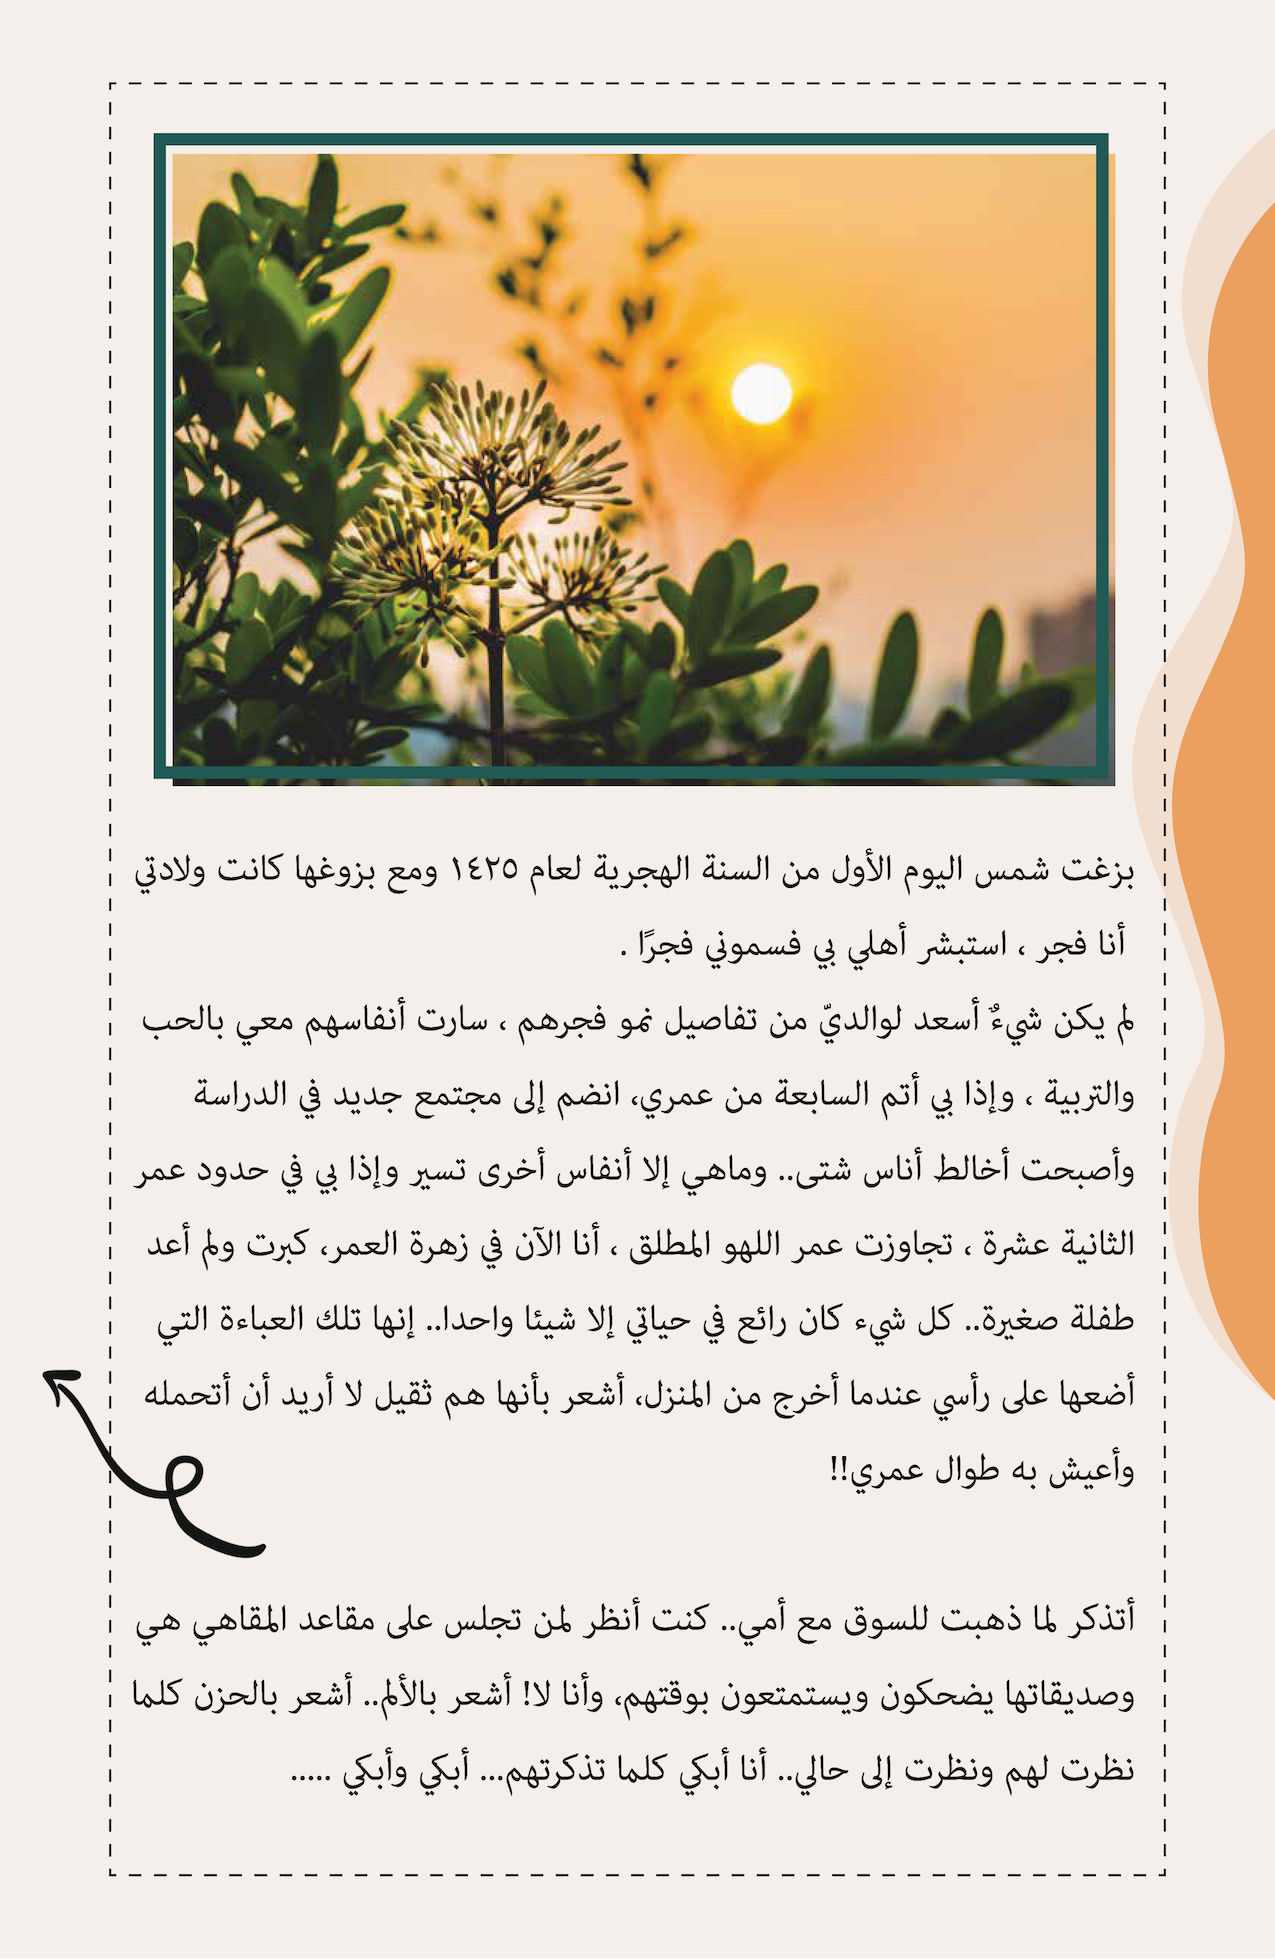 بزغت شمس اليوم الأول من السنة الهجرية لعام ١٤٢٥ ومع بزوغها كانت ولادتي
أنا فجر ، استبشر أهلي بي فسموني فجرًا .
لم يكن شيءٌ أسعد لوالديّ من تفاصيل نمو فجرهم ، سارت أنفاسهم معي بالحب
والتربية ، وإذا بي أتم السابعة من عمري، انضم إلى مجتمع جديد في الدراسة
وأصبحت أخالط أناس شتى.. وماهي إلا أنفاس أخرى تسير وإذا بي في حدود عمر
الثانية عشرة ، تجاوزت عمر اللهو المطلق ، أنا الآن في زهرة العمر، كبرت ولم أعد
طفلة صغيرة.. كل شيء كان رائع في حياتي إلا شيئا واحدا.. إنها تلك العباءة التي
أضعها على رأسي عندما أخرج من المنزل، أشعر بأنها هم ثقيل لا أريد أن أتحمله
وأعيش به طوال عمري!!
أتذكر لما ذهبت للسوق مع أمي.. كنت أنظر لمن تجلس على مقاعد المقاهي هي
وصديقاتها يضحكون ويستمتعون بوقتهم، وأنا لا! أشعر بالألم.. أشعر بالحزن كلما
نظرت لهم ونظرت إلى حالي.. أنا أبكي كلما تذكرتهم... أبكي وأبكي .....